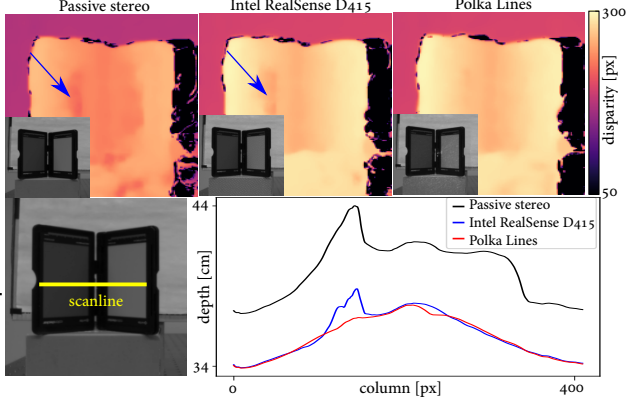 Passive stereo
Intel RealSense D415
Polka Lines
300
disparity [px]
50
scanline
44
depth [cm]
34
Passive stereo
Intel RealSense D415
Polka Lines
0
column [px]
400